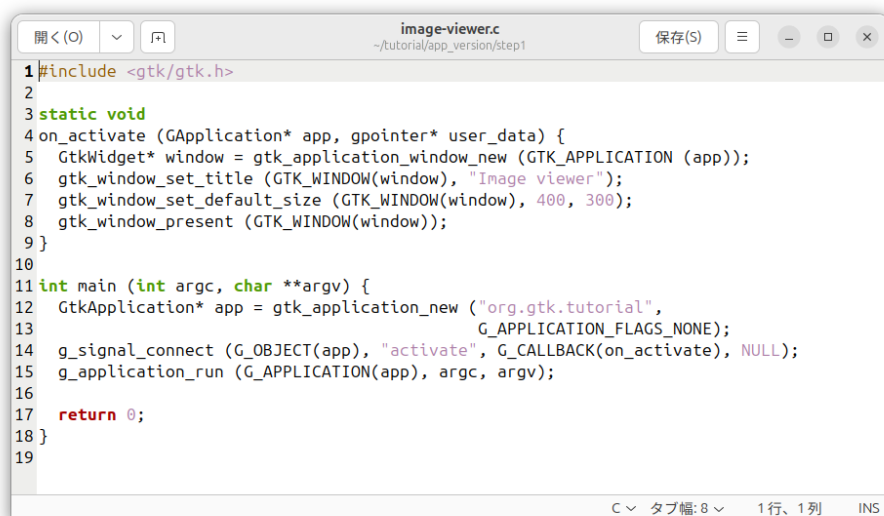 開く(O)
image-viewer.c
~/tutorial/app_version/step1
保存(S)
1 #include <gtk/gtk.h>
2
3 static void
4 on_activate (GApplication* app, gpointer* user_data) {
5   GtkWidget* window = gtk_application_window_new (GTK_APPLICATION (app));
6   gtk_window_set_title (GTK_WINDOW(window), "Image viewer");
7   gtk_window_set_default_size (GTK_WINDOW(window), 400, 300);
8   gtk_window_present (GTK_WINDOW(window));
9 }
10
11 int main (int argc, char **argv) {
12   GtkApplication* app = gtk_application_new ("org.gtk.tutorial",
13                                              G_APPLICATION_FLAGS_NONE);
14   g_signal_connect (G_OBJECT(app), "activate", G_CALLBACK(on_activate), NULL);
15   g_application_run (G_APPLICATION(app), argc, argv);
16
17   return 0;
18 }
19
C タブ幅: 8 1行、1列 INS